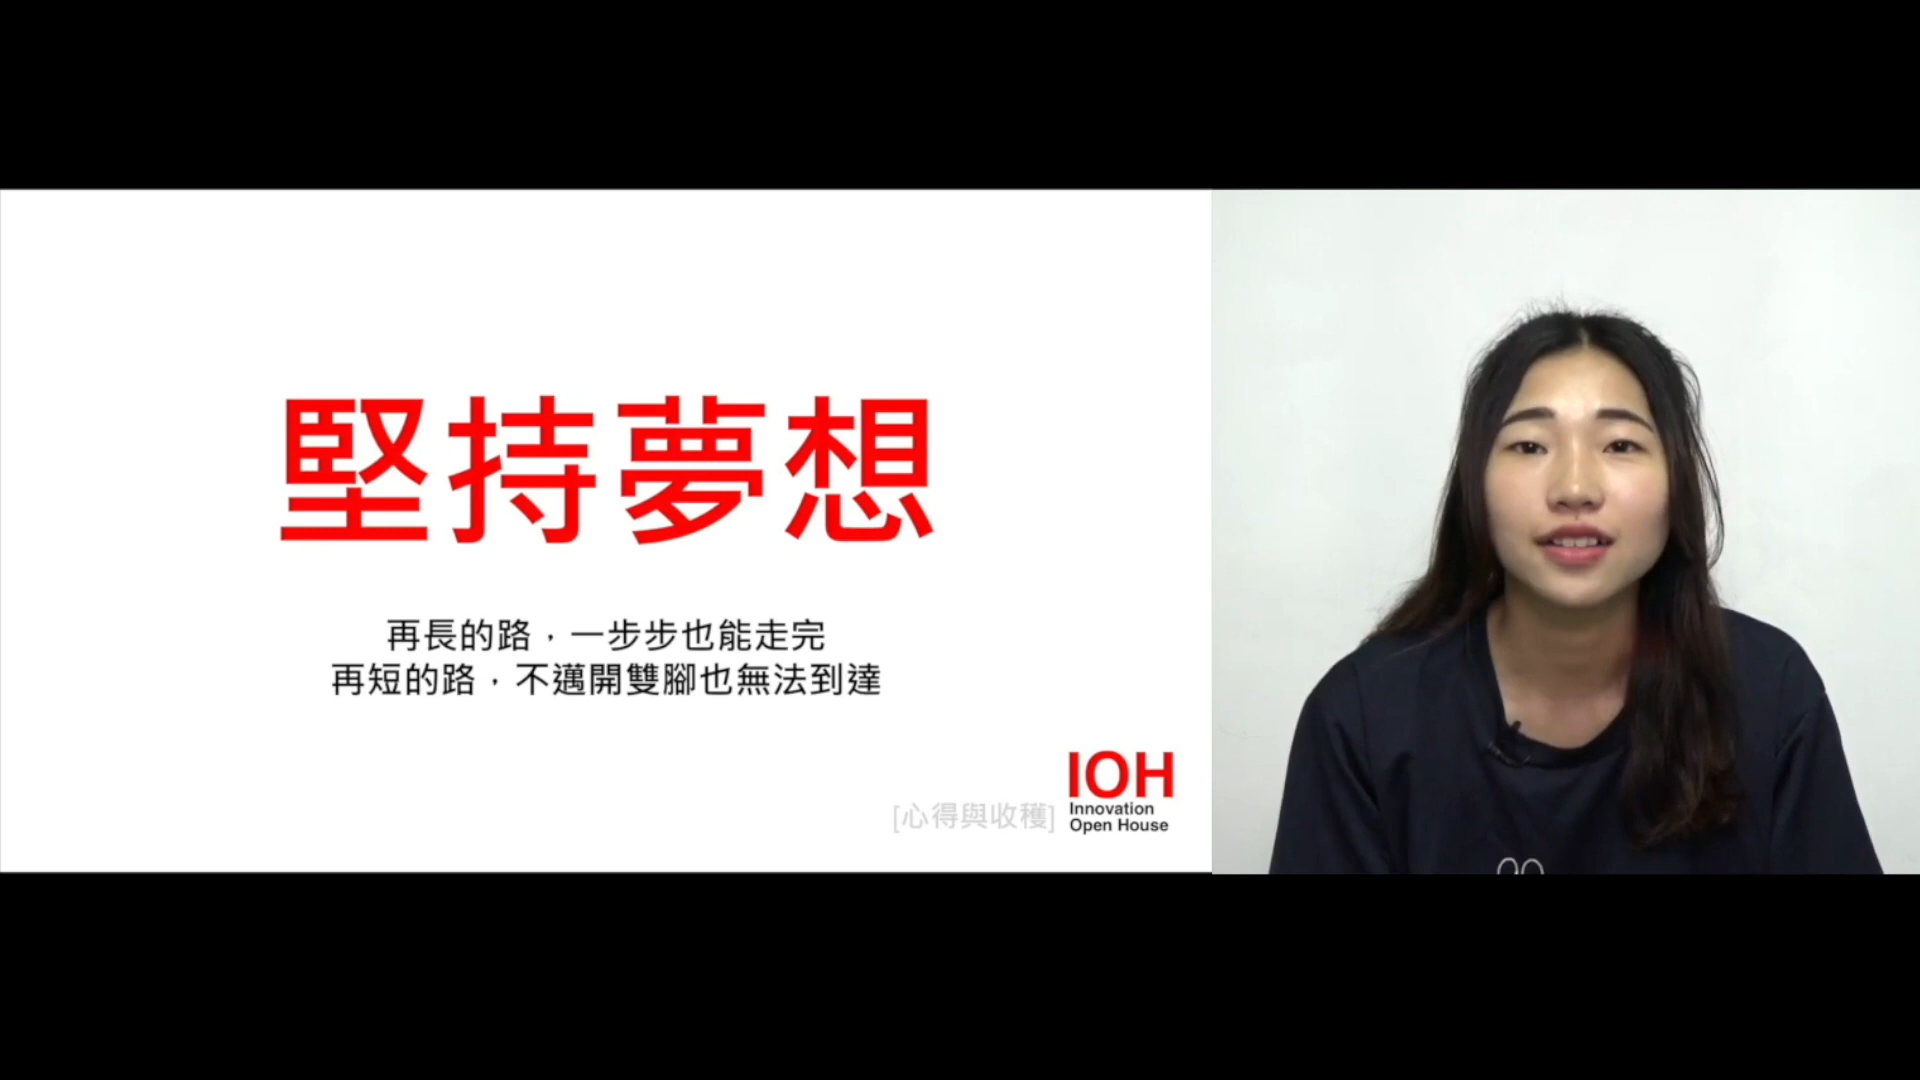 堅持夢想
再長的路，一步步也能走完
再短的路，不邁開雙腳也無法到達
[心得與收穫]
IOH
Innovation
Open House